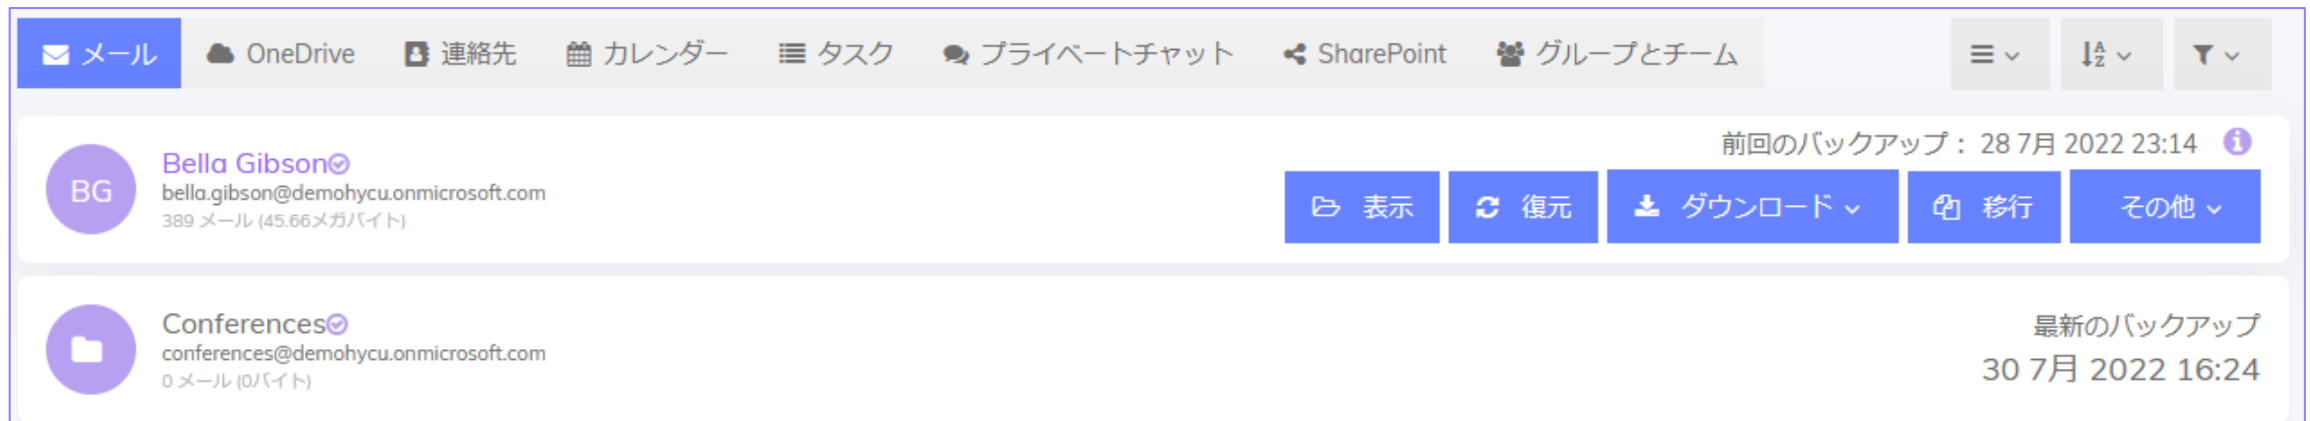 メール OneDrive 連絡先 カレンダー タスク プライベートチャット SharePoint グループとチーム
前回のバックアップ： 28 7月 2022 23:14
BG
Bella Gibson
bella.gibson@demohycu.onmicrosoft.com
389 メール (45.66メガバイト)
表示 復元 ダウンロード 移行 その他
Conferences
conferences@demohycu.onmicrosoft.com
0 メール (0バイト)
最新のバックアップ
30 7月 2022 16:24